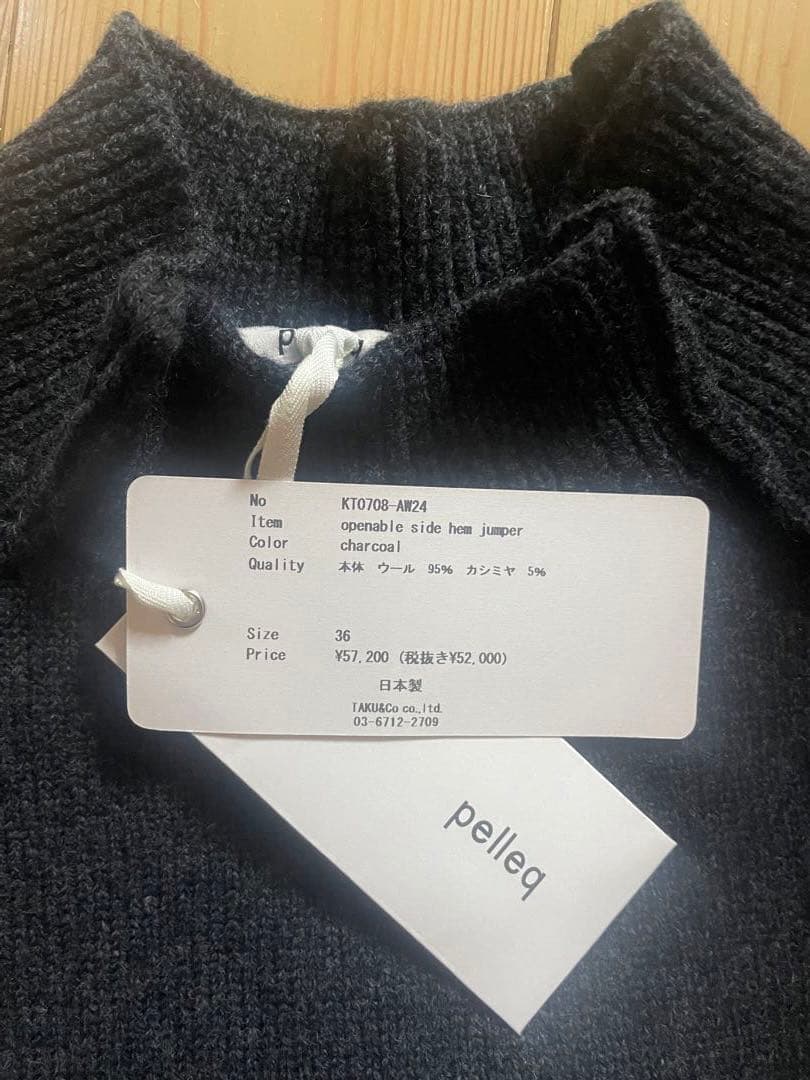 P
No KT0708-AW24
Item openable side hem jumper
Color charcoal
Quality 本体 ウール 95% カシミヤ 5%
Size 36
Price ¥57,200 (税抜き¥52,000)
日本製
TAKU&Co co.,ltd.
03-6712-2709
pelleq